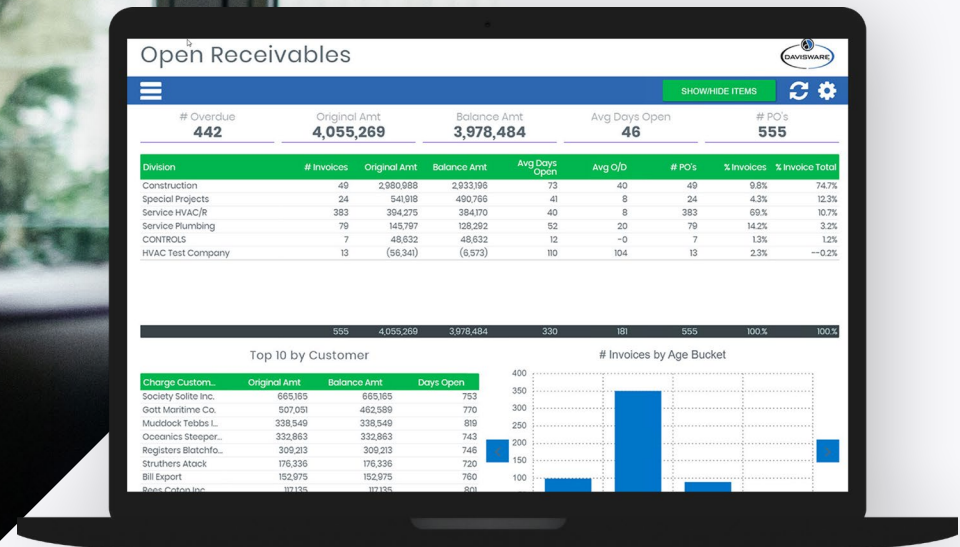 Open Receivables
DAVISWARE
SHOW/HIDE ITEMS
# Overdue Original Amt Balance Amt Avg Days Open # PO's
442 4,055,269 3,978,484 46 555
Division # Invoices Original Amt Balance Amt Avg Days Open Avg O/D # PO's % Invoices % Invoice Total
Construction 49 2,980,988 2,933,196 73 40 49 9.8% 74.7%
Special Projects 24 541,918 490,766 41 8 24 4.3% 12.3%
Service HVAC/R 383 394,275 384,170 40 8 383 69.% 10.7%
Service Plumbing 79 145,797 128,292 52 20 79 14.2% 3.2%
CONTROLS 7 48,632 48,632 12 -0 7 1.3% 1.2%
HVAC Test Company 13 (56,341) (6,573) 110 104 13 2.3% --0.2%
555 4,055,269 3,978,484 330 181 555 100.% 100.%
Top 10 by Customer
Charge Custom... Original Amt Balance Amt Days Open
Society Solite Inc. 665,165 665,165 753
Gott Maritime Co. 507,051 462,589 770
Muddock Tebbs I... 338,549 338,549 819
Oceanics Steeper... 332,863 332,863 743
Registers Blatchfo... 309,213 309,213 746
Struthers Atack 176,336 176,336 720
Bill Export 152,975 152,975 760
Rees Coton Inc 117,135 117,135 801
# Invoices by Age Bucket
400
350
300
250
200
150
100